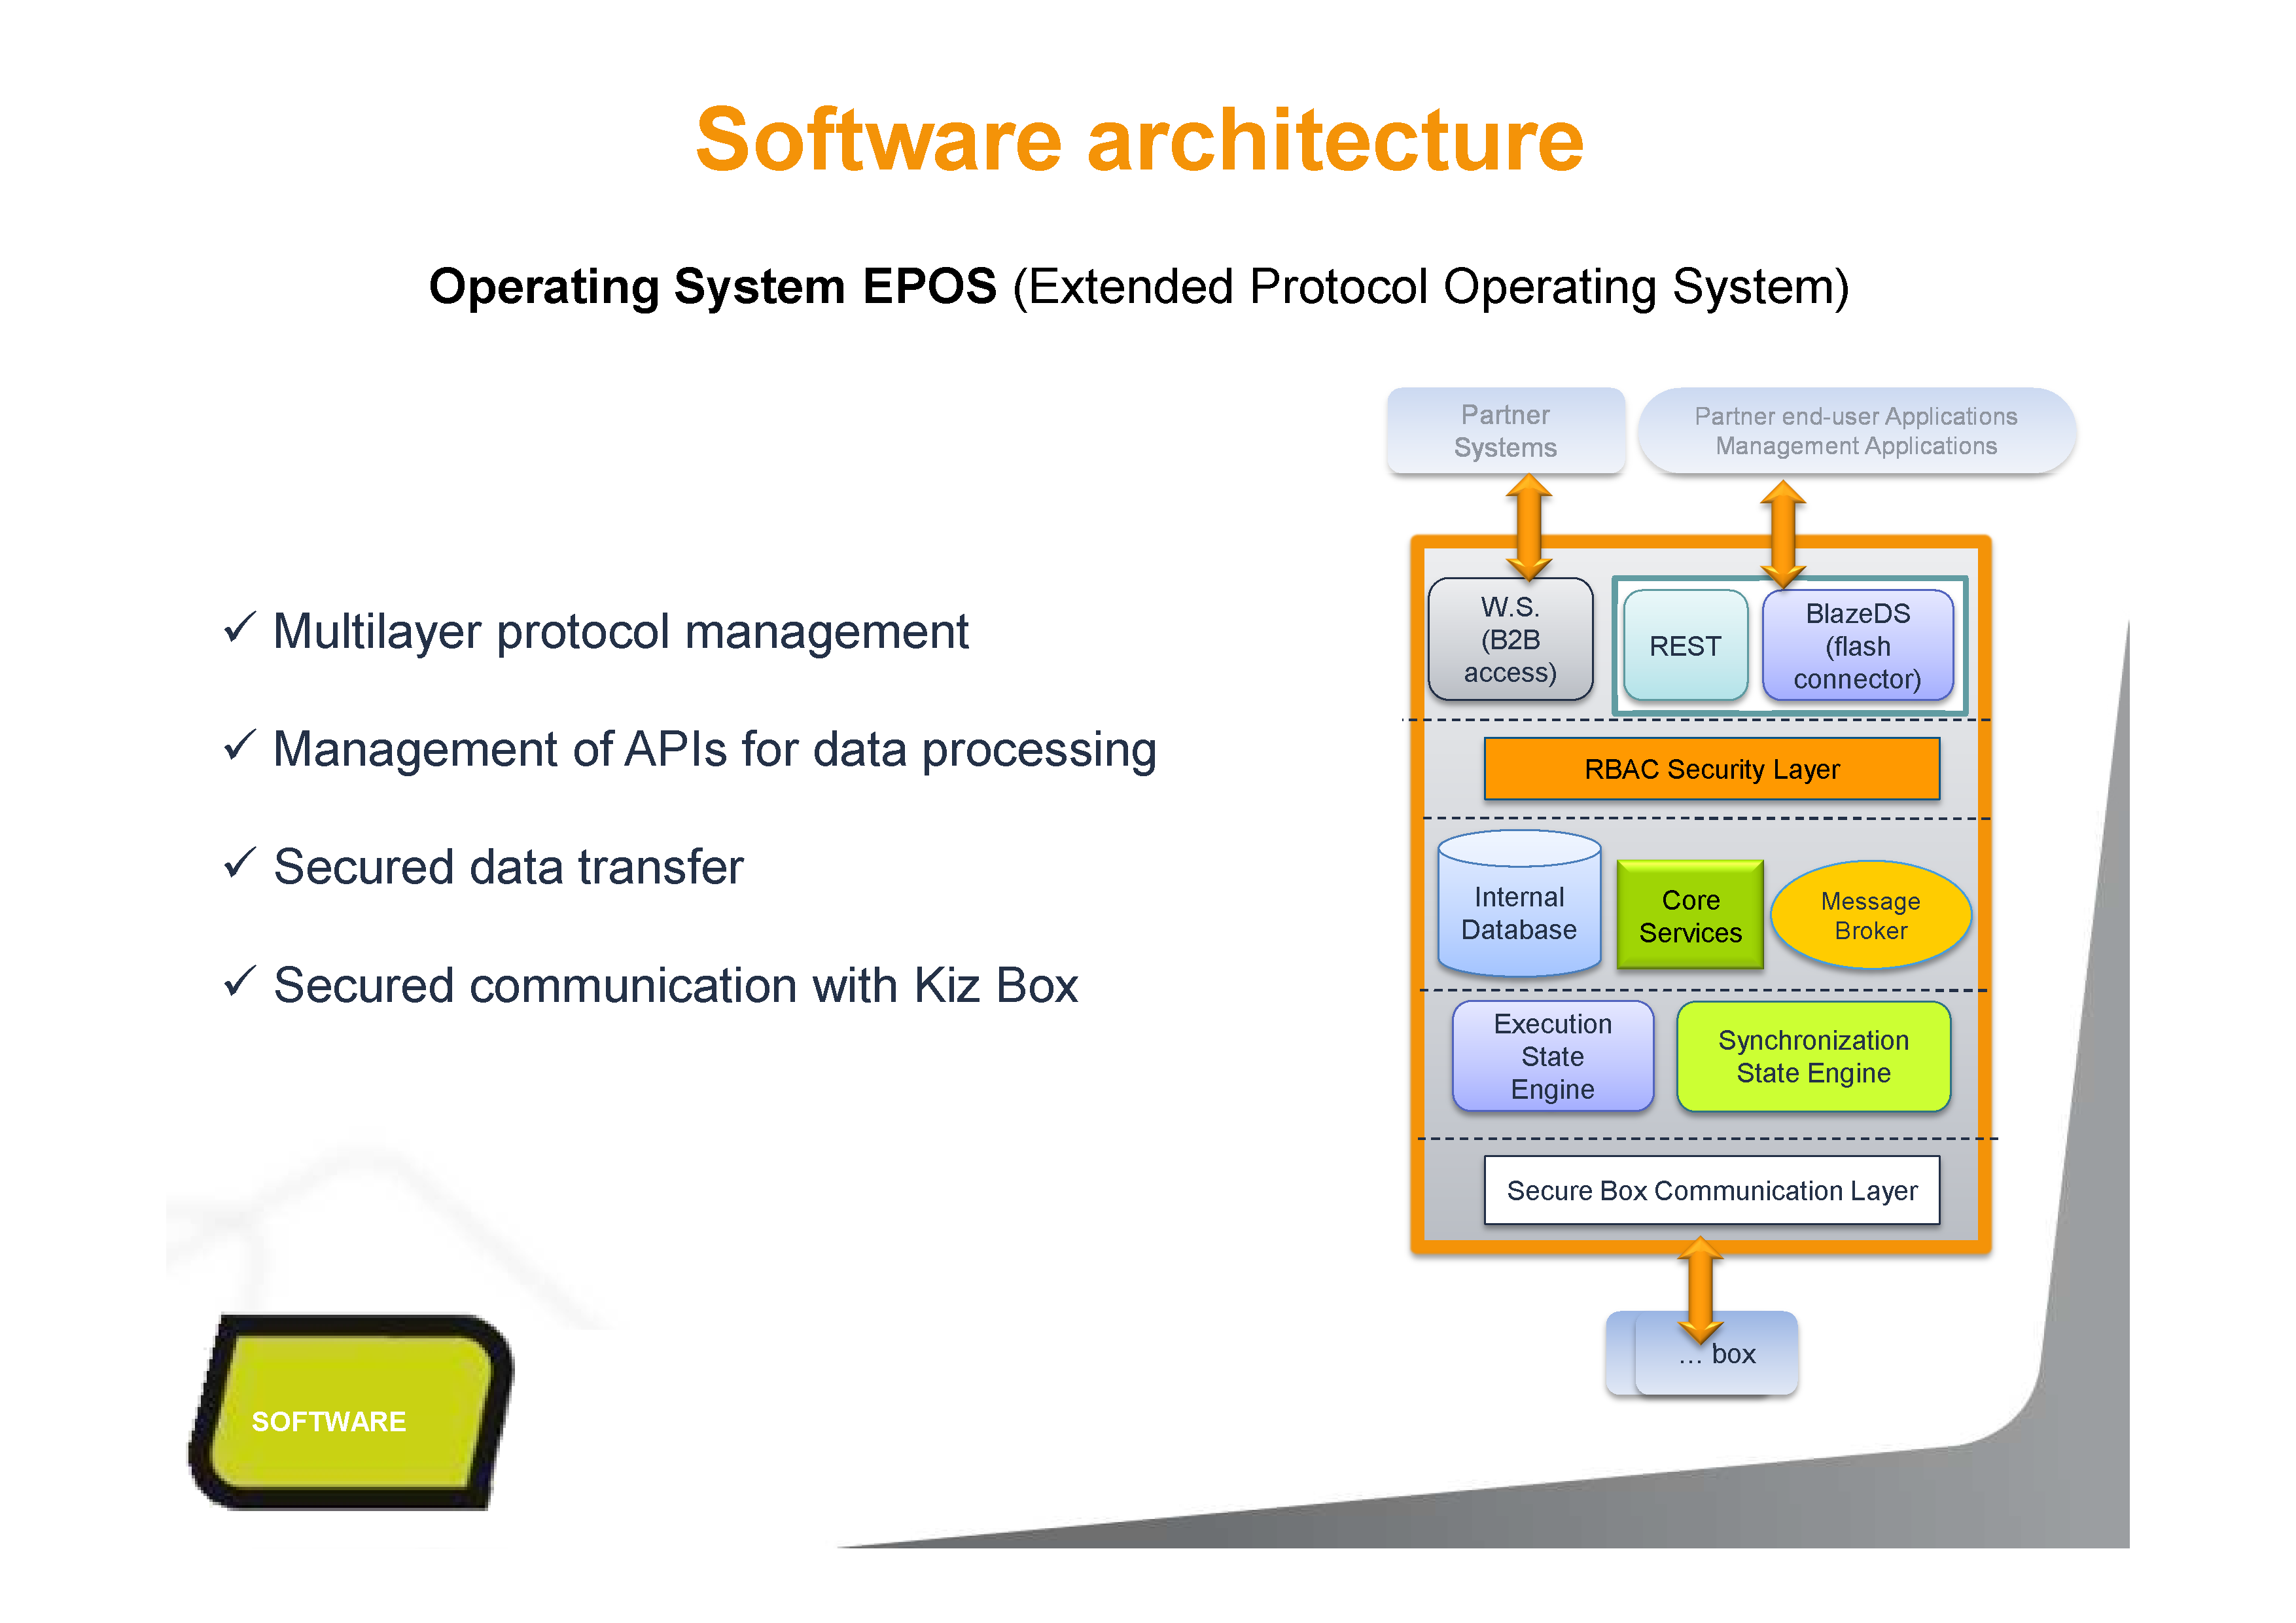 Software architecture
Operating System EPOS (Extended Protocol Operating System)
✓ Multilayer protocol management
✓ Management of APIs for data processing
✓ Secured data transfer
✓ Secured communication with Kiz Box
Partner
Systems
Partner end-user Applications
Management Applications
W.S.
(B2B
access)
REST
BlazeDS
(flash
connector)
RBAC Security Layer
Internal
Database
Core
Services
Message
Broker
Execution
State
Engine
Synchronization
State Engine
Secure Box Communication Layer
... box
SOFTWARE